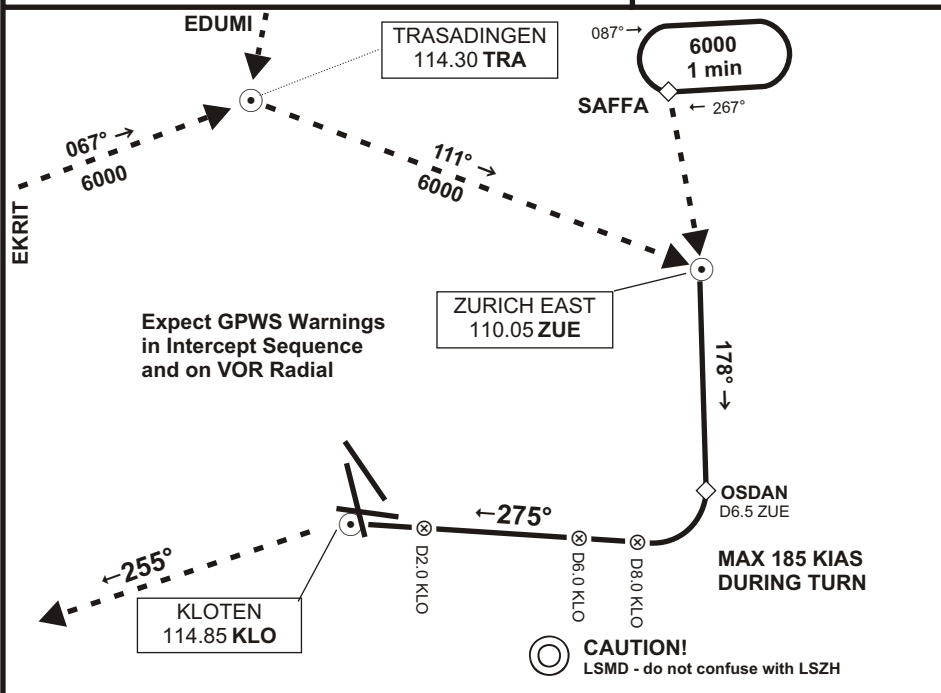 EDUMI
TRASADINGEN
114.30 TRA
087°→
6000
1 min
SAFFA
← 267°
067° →
6000
EKRIT
111° →
6000
ZURICH EAST
110.05 ZUE
Expect GPWS Warnings
in Intercept Sequence
and on VOR Radial
178° →
OSDAN
D6.5 ZUE
←275°
D2.0 KLO
D6.0 KLO
D8.0 KLO
MAX 185 KIAS
DURING TURN
←255°
KLOTEN
114.85 KLO
CAUTION!
LSMD - do not confuse with LSZH